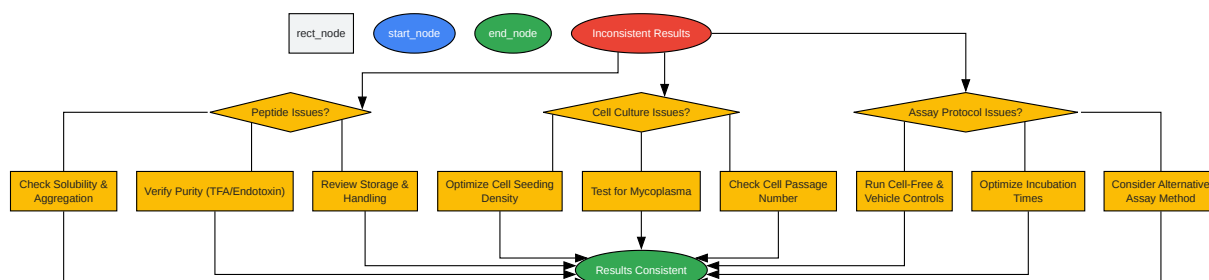 rect_node
start_node
end_node
Inconsistent Results
Peptide Issues?
Cell Culture Issues?
Assay Protocol Issues?
Check Solubility &
Aggregation
Verify Purity (TFA/Endotoxin)
Review Storage &
Handling
Optimize Cell Seeding
Density
Test for Mycoplasma
Check Cell Passage
Number
Run Cell-Free &
Vehicle Controls
Optimize Incubation
Times
Consider Alternative
Assay Method
Results Consistent